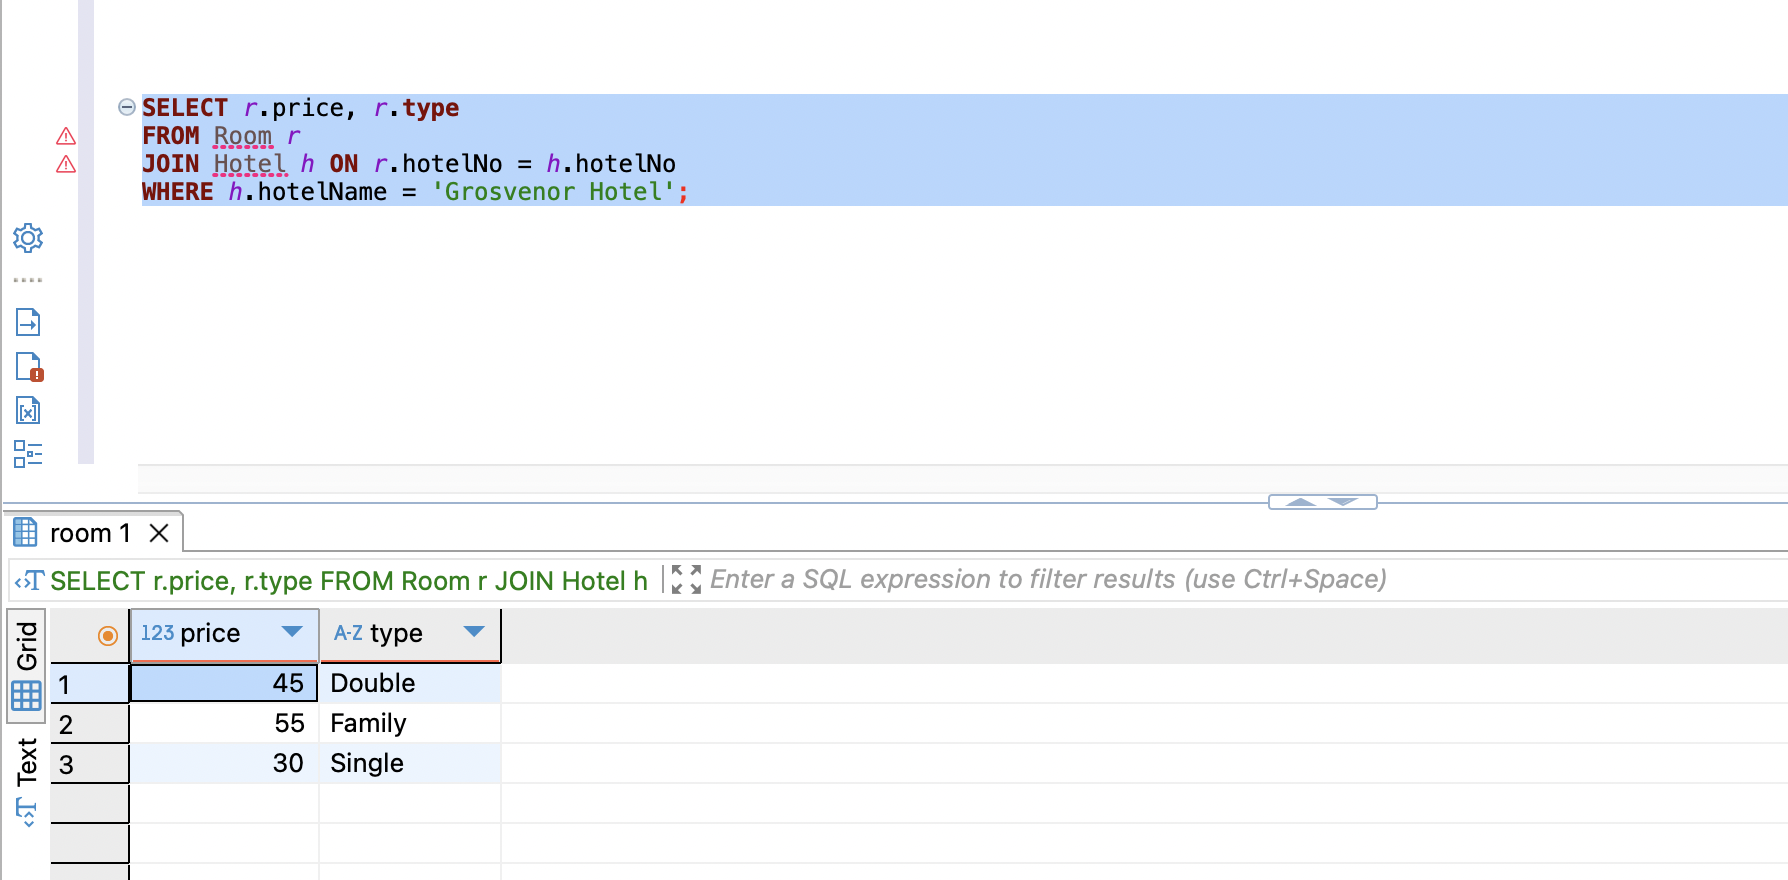 SELECT r.price, r.type
FROM Room r
JOIN Hotel h ON r.hotelNo = h.hotelNo
WHERE h.hotelName = 'Grosvenor Hotel';
room 1
SELECT r.price, r.type FROM Room r JOIN Hotel h
Enter a SQL expression to filter results (use Ctrl+Space)
Grid
Text
123 price A-Z type
1 45 Double
2 55 Family
3 30 Single